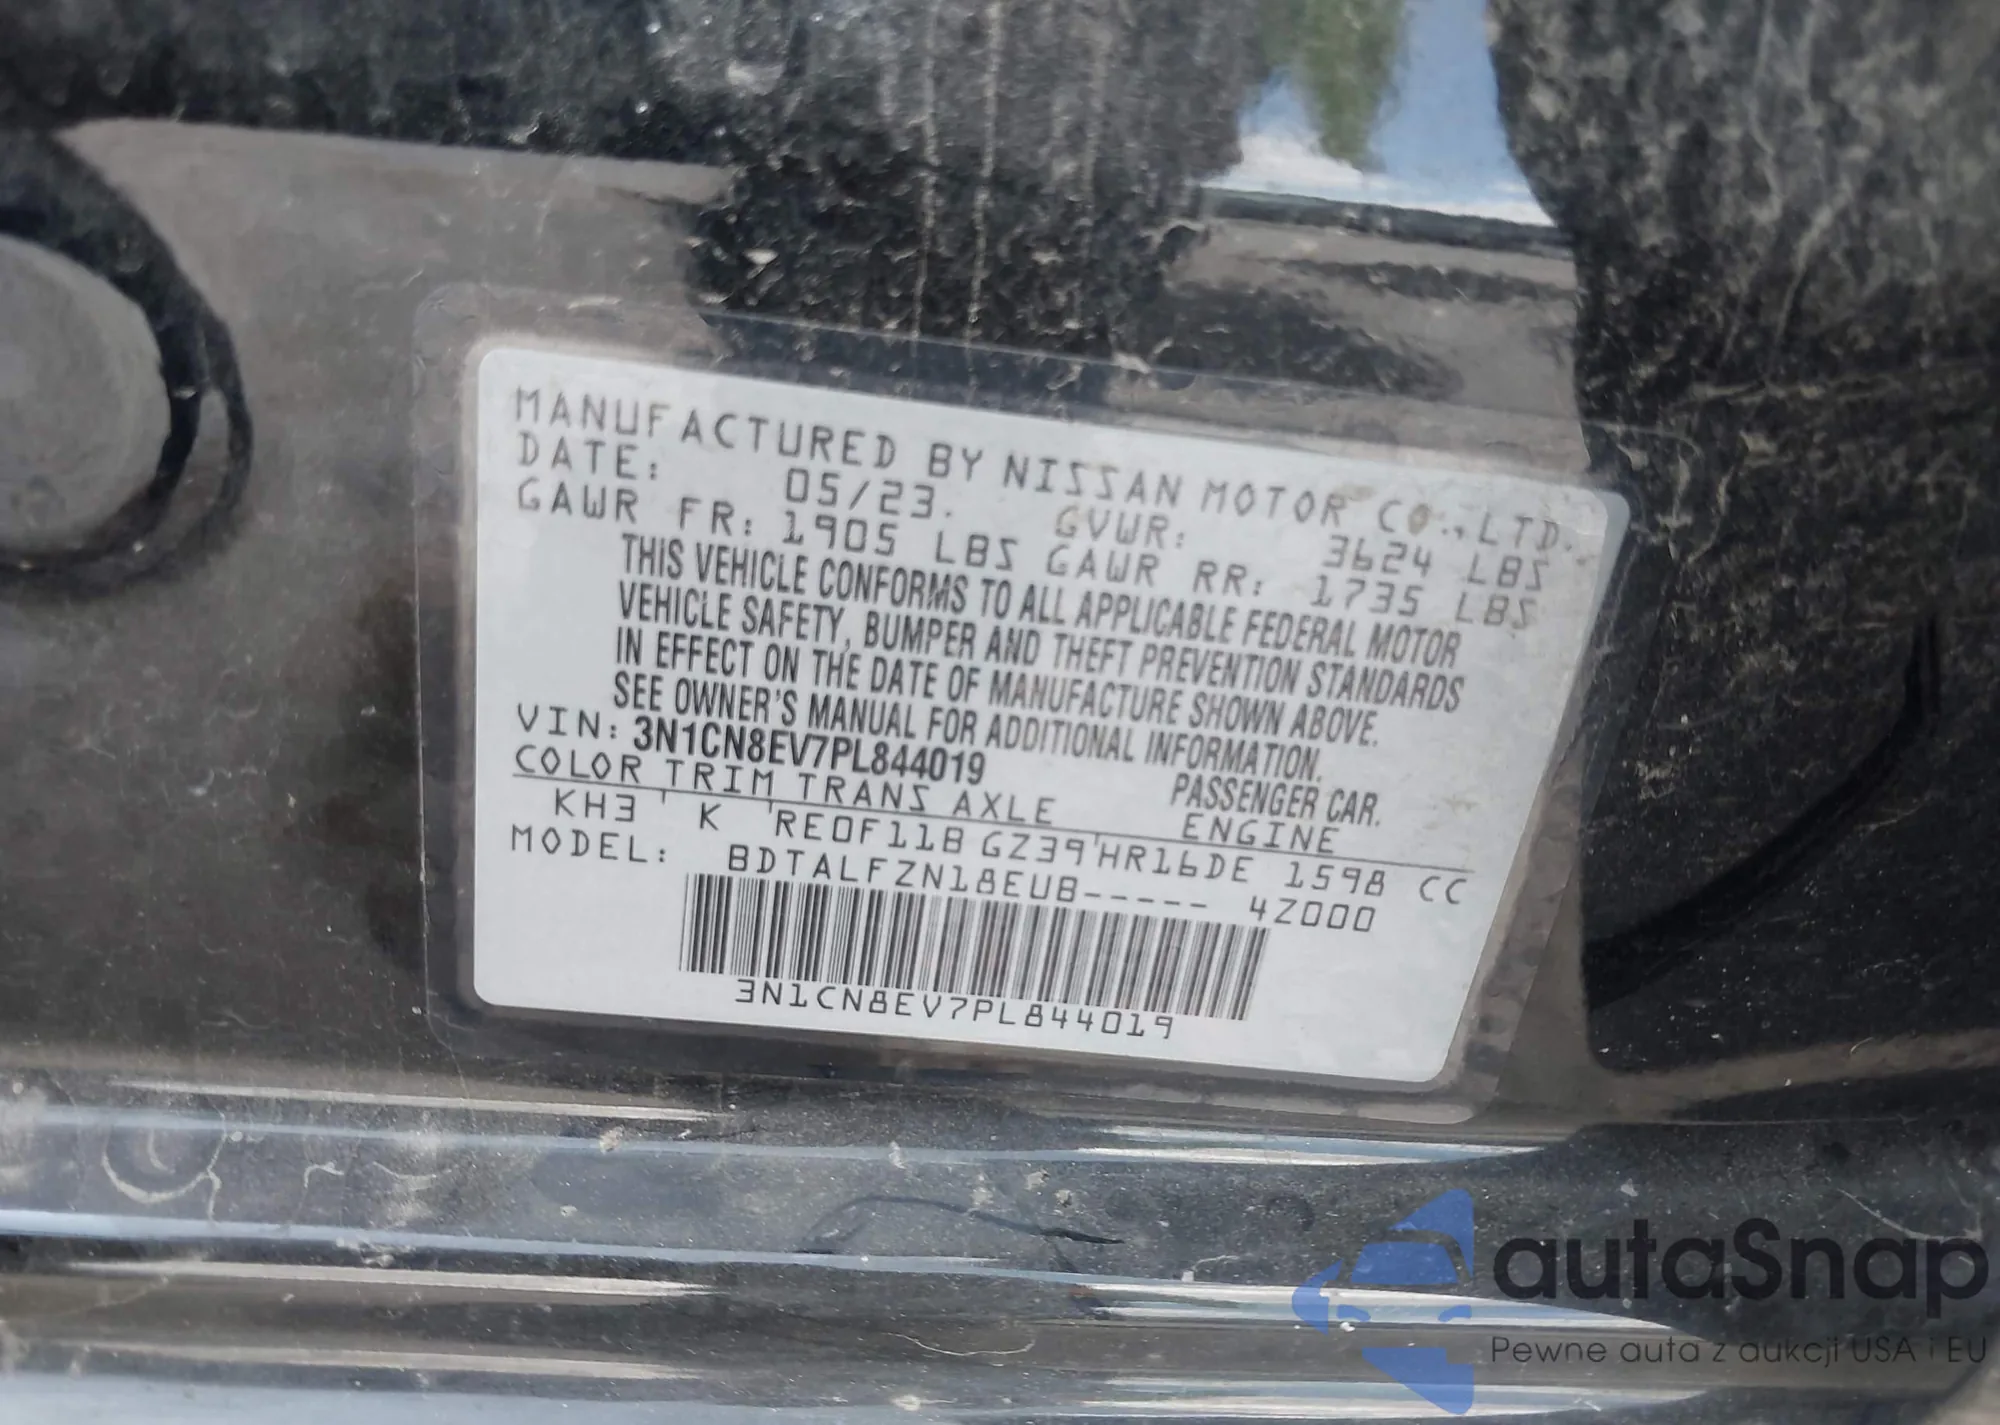 MANUFACTURED BY NISSAN MOTOR CO.,LTD.
DATE: 05/23. GVWR: 3624 LBS
GAWR FR: 1905 LBS GAWR RR: 1735 LBS
THIS VEHICLE CONFORMS TO ALL APPLICABLE FEDERAL MOTOR
VEHICLE SAFETY, BUMPER AND THEFT PREVENTION STANDARDS
IN EFFECT ON THE DATE OF MANUFACTURE SHOWN ABOVE.
SEE OWNER'S MANUAL FOR ADDITIONAL INFORMATION.
VIN: 3N1CN8EV7PL844019 PASSENGER CAR.
COLOR TRIM TRANS AXLE ENGINE
KH3 K RE0F11B GZ39 HR16DE 1598 CC
MODEL: BDTALFZN18EUB----- 4Z000
3N1CN8EV7PL844019
autaSnap
Pewne auta z aukcji USA i EU